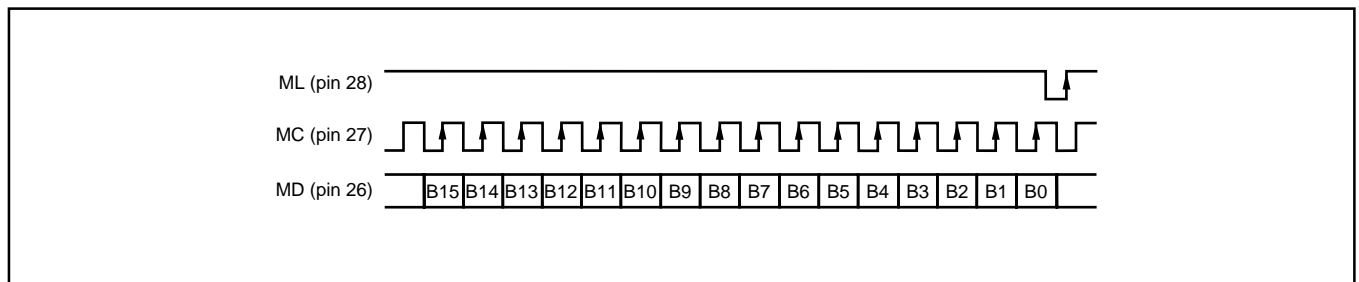 ML (pin 28)
MC (pin 27)
MD (pin 26) B15 B14 B13 B12 B11 B10 B9 B8 B7 B6 B5 B4 B3 B2 B1 B0